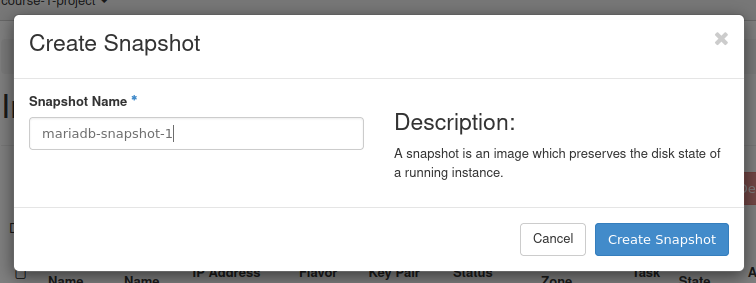 course-1-project
Create Snapshot
Snapshot Name *
mariadb-snapshot-1
Description:
A snapshot is an image which preserves the disk state of
a running instance.
Cancel
Create Snapshot
Name Name IP Address Flavor Key Pair Status Zone Task State